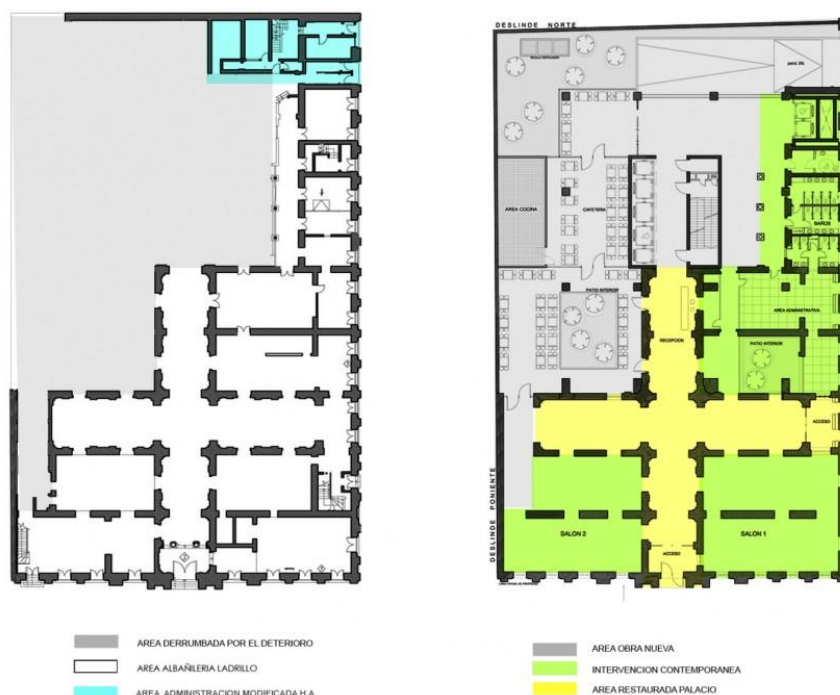 DESLINDE NORTE
pend. 5%
AREA COCINA
CAFETERIA
BAÑOS
PATIO INTERIOR
AREA ADMINISTRATIVA
RECEPCION
PATIO INTERIOR
ACCESO
DESLINDE PONIENTE
SALON 2
SALON 1
ACCESO
AREA DERRUMBADA POR EL DETERIORO
AREA ALBAÑILERIA LADRILLO
AREA ADMINISTRACION MODIFICADA H.A
AREA OBRA NUEVA
INTERVENCION CONTEMPORANEA
AREA RESTAURADA PALACIO